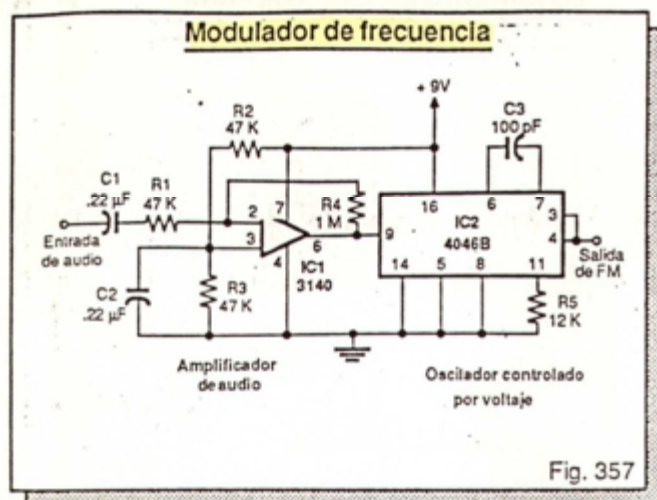 Modulador de frecuencia
+ 9V
R2
47 K
C3
100 pF
C1
.22 µF
R1
47 K
R4
1 M
7
2
3
6
4
IC1
3140
Entrada
de audio
C2
.22 µF
R3
47 K
16
6
7
IC2
4046B
9
3
4
14
5
8
11
Salida
de FM
R5
12 K
Amplificador
de audio
Oscilador controlado
por voltaje
Fig. 357